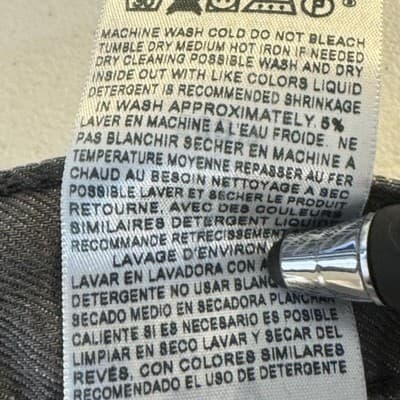 P
MACHINE WASH COLD DO NOT BLEACH
TUMBLE DRY MEDIUM HOT IRON IF NEEDED
DRY CLEANING POSSIBLE WASH AND DRY
INSIDE OUT WITH LIKE COLORS LIQUID
DETERGENT IS RECOMMENDED SHRINKAGE
IN WASH APPROXIMATELY. 5%
LAVER EN MACHINE A L'EAU FROIDE. NE
PAS BLANCHIR SECHER EN MACHINE A
TEMPERATURE MOYENNE REPASSER AU FER
CHAUD AU BESOIN NETTOYAGE A SEC
POSSIBLE LAVER ET SECHER LE PRODUIT
RETOURNE, AVEC DES COULEURS
SIMILAIRES DETERGENT LIQUIDE
RECOMMANDE RETRECISSEMENT
LAVAGE D'ENVIRON
LAVAR EN LAVADORA CON
DETERGENTE NO USAR
SECADO MEDIO EN SECADORA PLANCHAR
CALIENTE SI ES NECESARIO ES POSIBLE
LIMPIAR EN SECO LAVAR Y SECAR DEL
REVÉS, CON COLORES SIMILARES
RECOMENDADO EL USO DE DETERGENTE